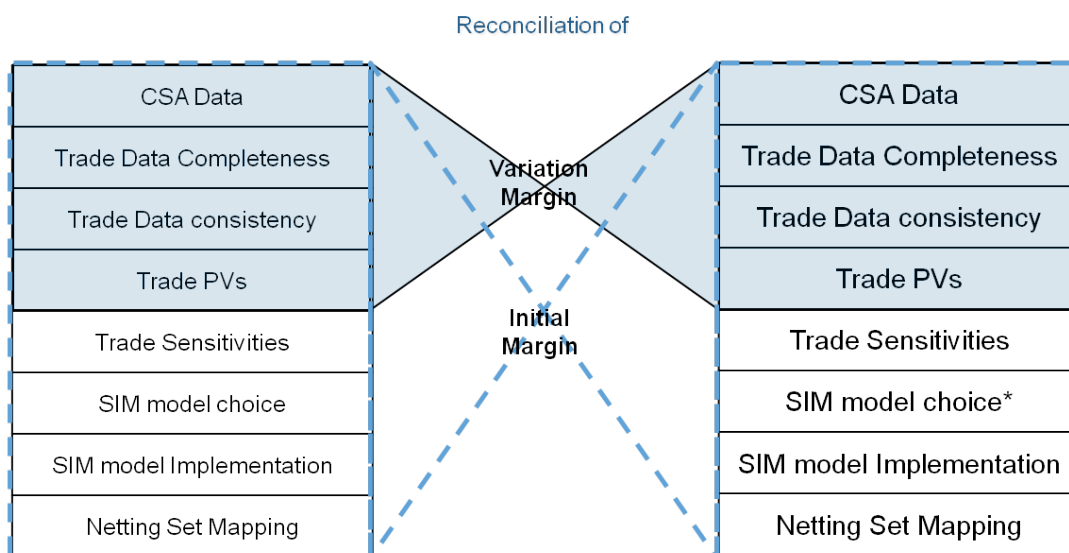 Reconciliation of
CSA Data
Trade Data Completeness
Trade Data consistency
Trade PVs
Trade Sensitivities
SIM model choice
SIM model Implementation
Netting Set Mapping
Variation
Margin
Initial
Margin
CSA Data
Trade Data Completeness
Trade Data consistency
Trade PVs
Trade Sensitivities
SIM model choice*
SIM model Implementation
Netting Set Mapping